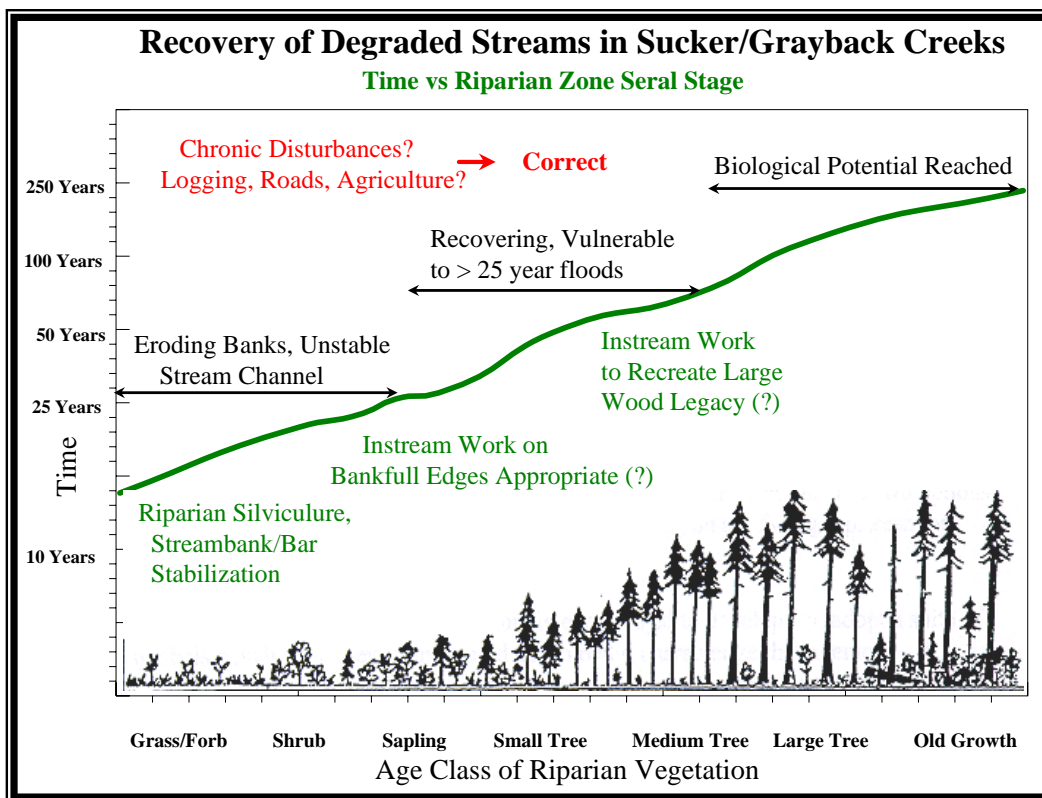 Recovery of Degraded Streams in Sucker/Grayback Creeks
Time vs Riparian Zone Seral Stage
Chronic Disturbances?
Logging, Roads, Agriculture?
Correct
Biological Potential Reached
250 Years
Recovering, Vulnerable
to > 25 year floods
100 Years
50 Years
Eroding Banks, Unstable
Stream Channel
Instream Work
to Recreate Large
Wood Legacy (?)
25 Years
Instream Work on
Bankfull Edges Appropriate (?)
Time
Riparian Silviculure,
Streambank/Bar
Stabilization
10 Years
Grass/Forb
Shrub
Sapling
Small Tree
Medium Tree
Large Tree
Old Growth
Age Class of Riparian Vegetation